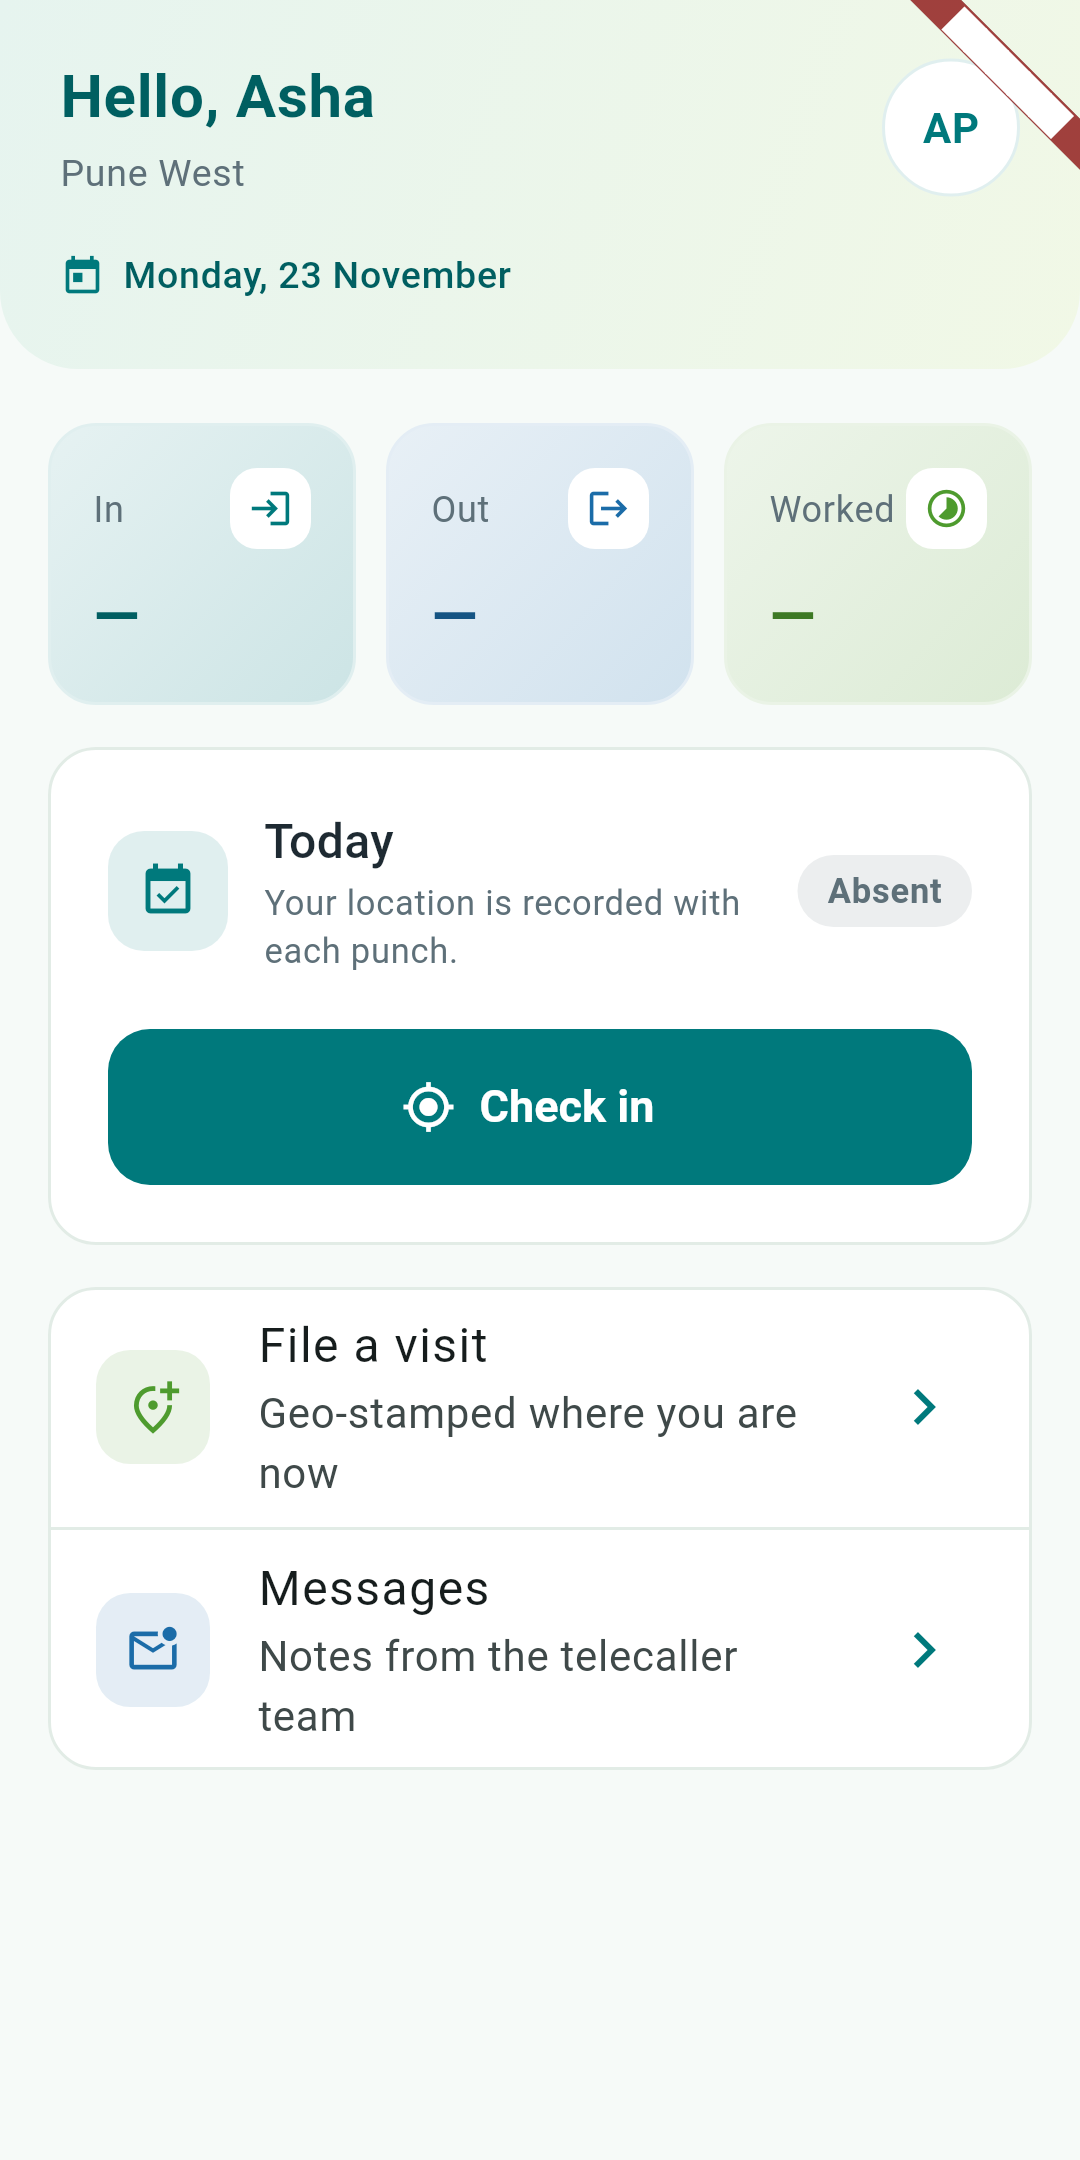 Hello, Asha
AP
Pune West
Monday, 23 November
In
Out
Worked
–
–
–
Today
Your location is recorded with
each punch.
Absent
Check in
File a visit
Geo-stamped where you are
now
Messages
Notes from the telecaller
team